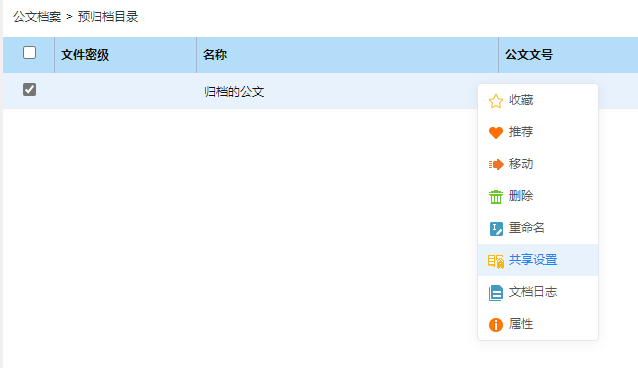 公文档案 > 预归档目录
文件密级 名称 公文文号
归档的公文
收藏
推荐
移动
删除
重命名
共享设置
文档日志
属性